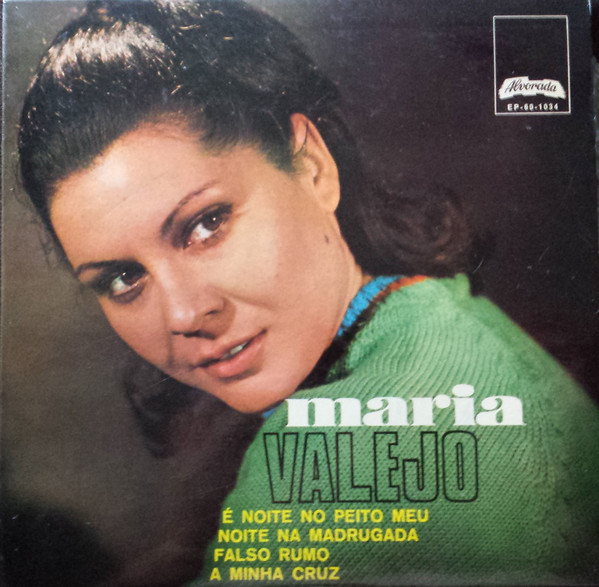 Alvorada
EP-60-1034
maria
VALEJO
É NOITE NO PEITO MEU
NOITE NA MADRUGADA
FALSO RUMO
A MINHA CRUZ